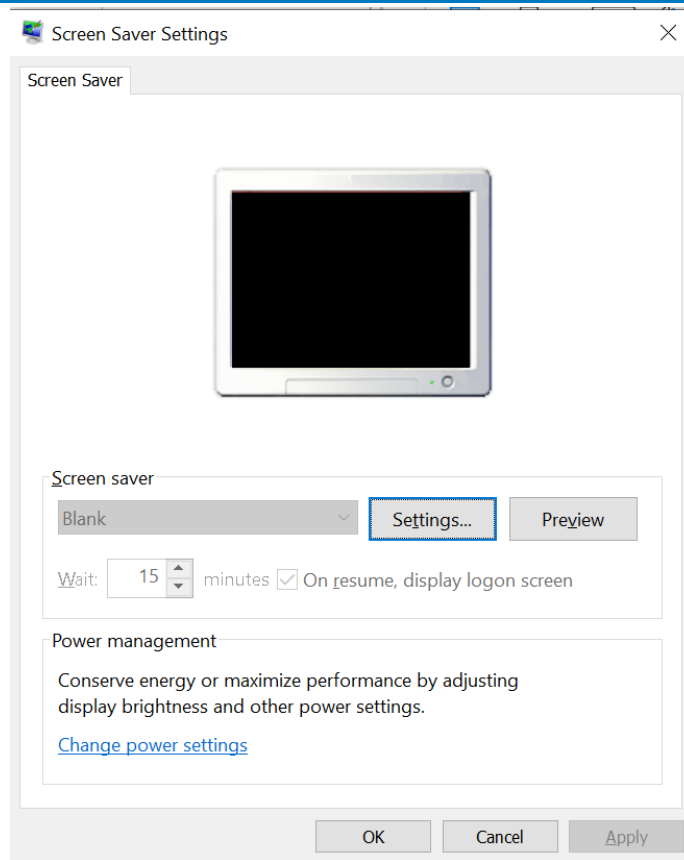 Screen Saver Settings
Screen Saver
Screen saver
Blank
Settings...
Preview
Wait: 15 minutes On resume, display logon screen
Power management
Conserve energy or maximize performance by adjusting
display brightness and other power settings.
Change power settings
OK Cancel Apply